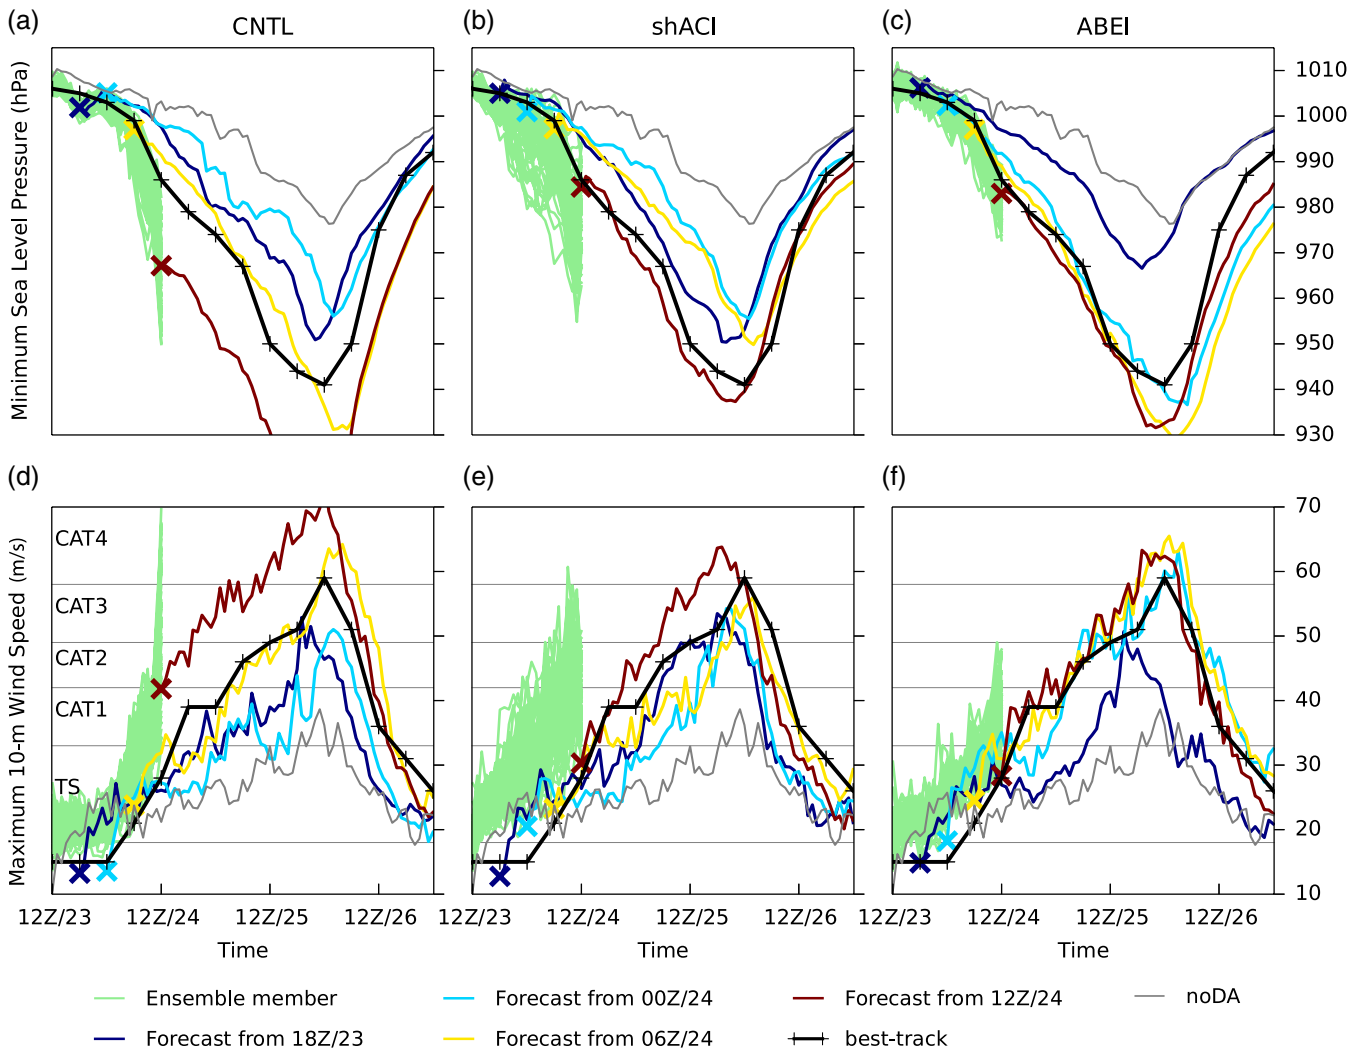 (a) CNTL (b) shACI (c) ABEI
Minimum Sea Level Pressure (hPa)
1010
1000
990
980
970
960
950
940
930
(d) (e) (f)
Maximum 10-m Wind Speed (m/s)
CAT4
CAT3
CAT2
CAT1
TS
70
60
50
40
30
20
10
12Z/23 12Z/24 12Z/25 12Z/26 12Z/23 12Z/24 12Z/25 12Z/26 12Z/23 12Z/24 12Z/25 12Z/26
Time Time Time
Ensemble member Forecast from 00Z/24 Forecast from 12Z/24 noDA
Forecast from 18Z/23 Forecast from 06Z/24 best-track